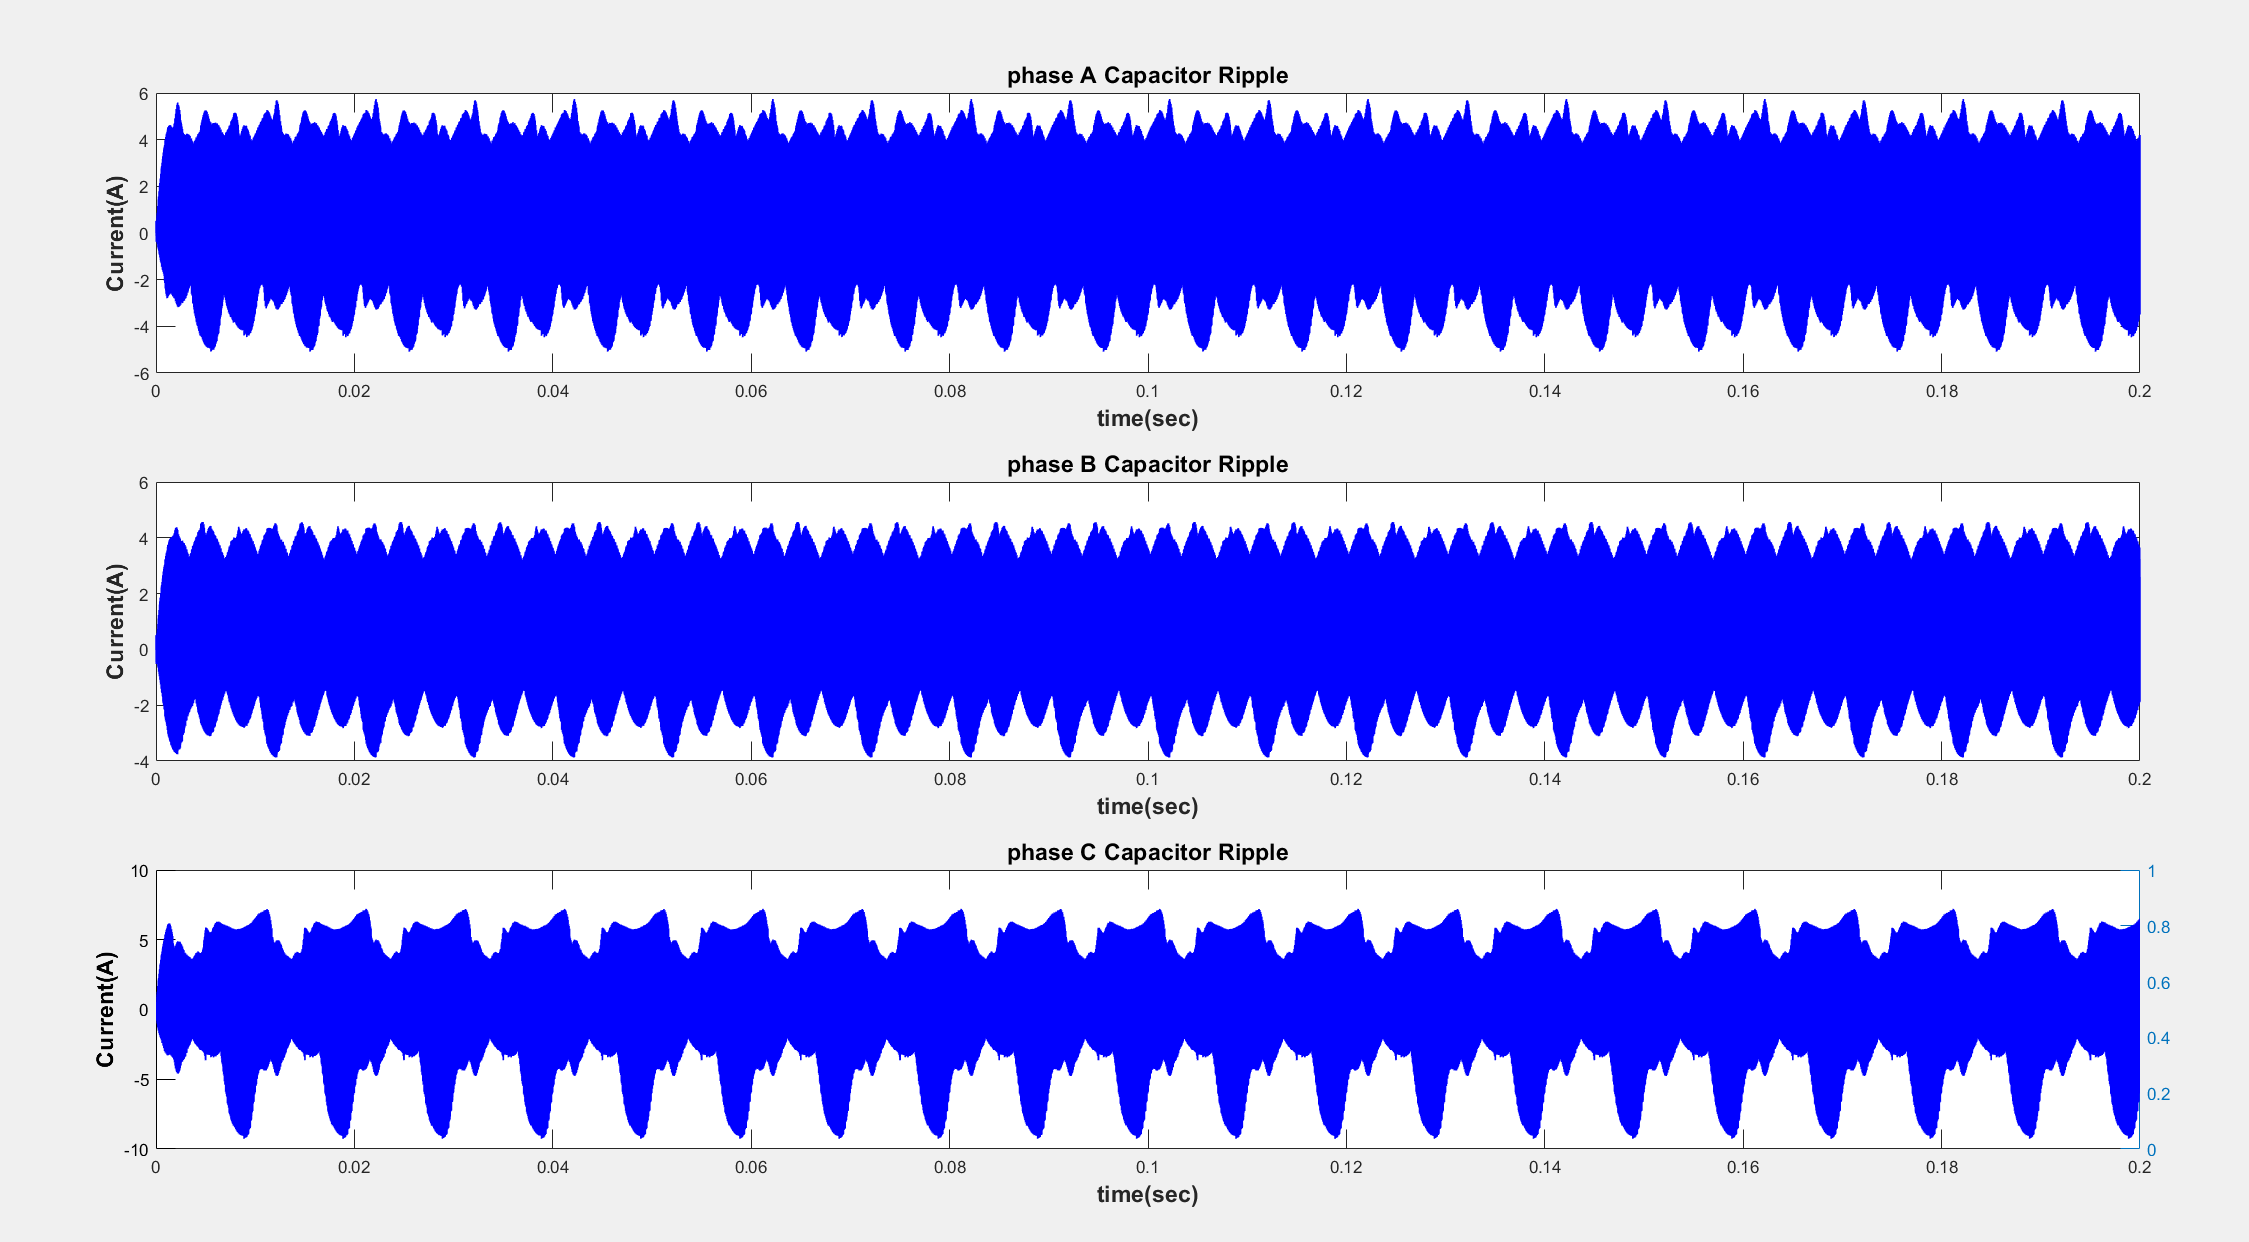 phase A Capacitor Ripple
6
4
2
0
-2
-4
-6
Current(A)
0 0.02 0.04 0.06 0.08 0.1 0.12 0.14 0.16 0.18 0.2
time(sec)
phase B Capacitor Ripple
6
4
2
0
-2
-4
Current(A)
0 0.02 0.04 0.06 0.08 0.1 0.12 0.14 0.16 0.18 0.2
time(sec)
phase C Capacitor Ripple
10
5
0
-5
-10
Current(A)
1
0.8
0.6
0.4
0.2
0
0 0.02 0.04 0.06 0.08 0.1 0.12 0.14 0.16 0.18 0.2
time(sec)